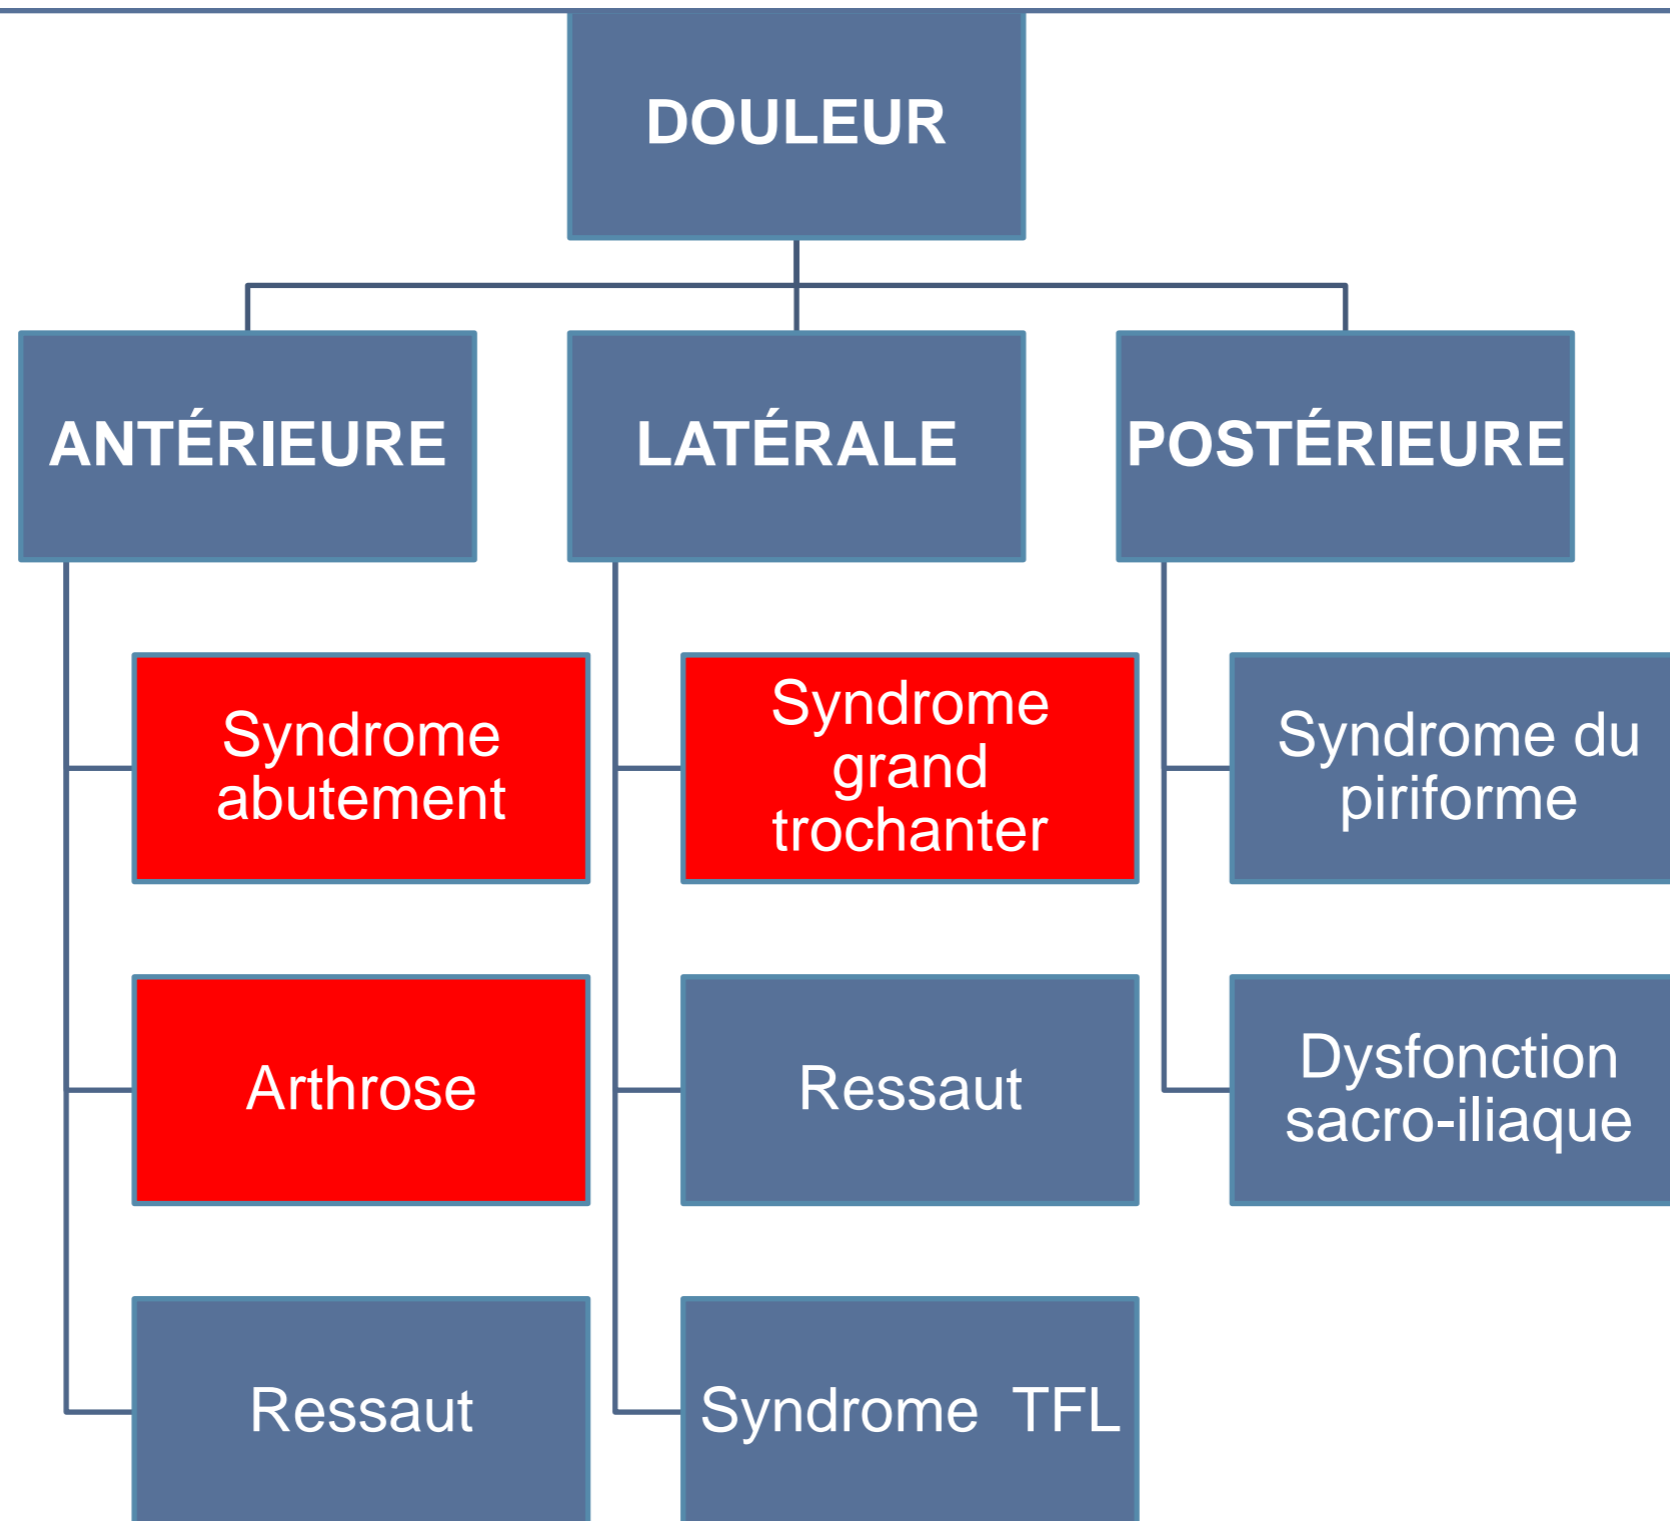 DOULEUR
ANTÉRIEURE
LATÉRALE
POSTÉRIEURE
Syndrome
abutement
Syndrome
grand
trochanter
Syndrome du
piriforme
Arthrose
Ressaut
Dysfonction
sacro-iliaque
Ressaut
Syndrome TFL